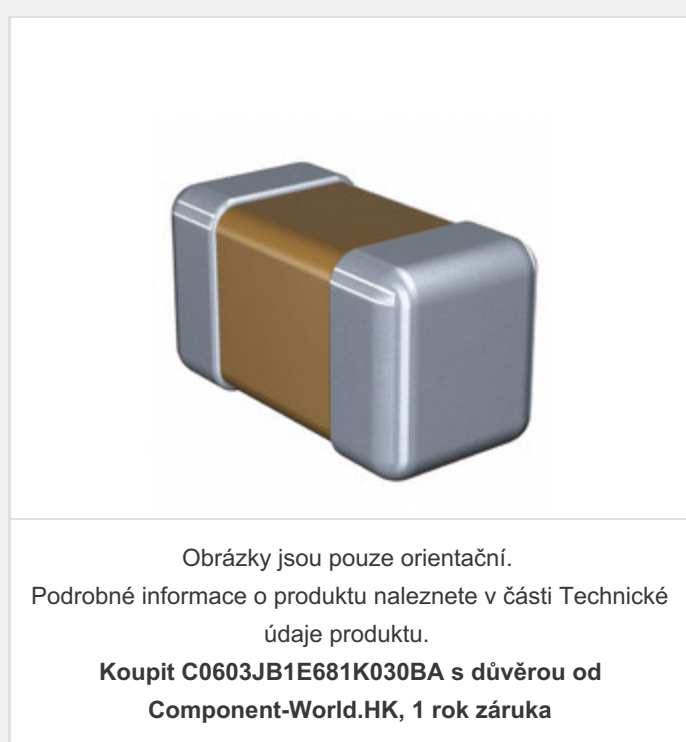 Obrázky jsou pouze orientační.
Podrobné informace o produktu naleznete v části Technické
údaje produktu.
Koupit C0603JB1E681K030BA s důvěrou od
Component-World.HK, 1 rok záruka